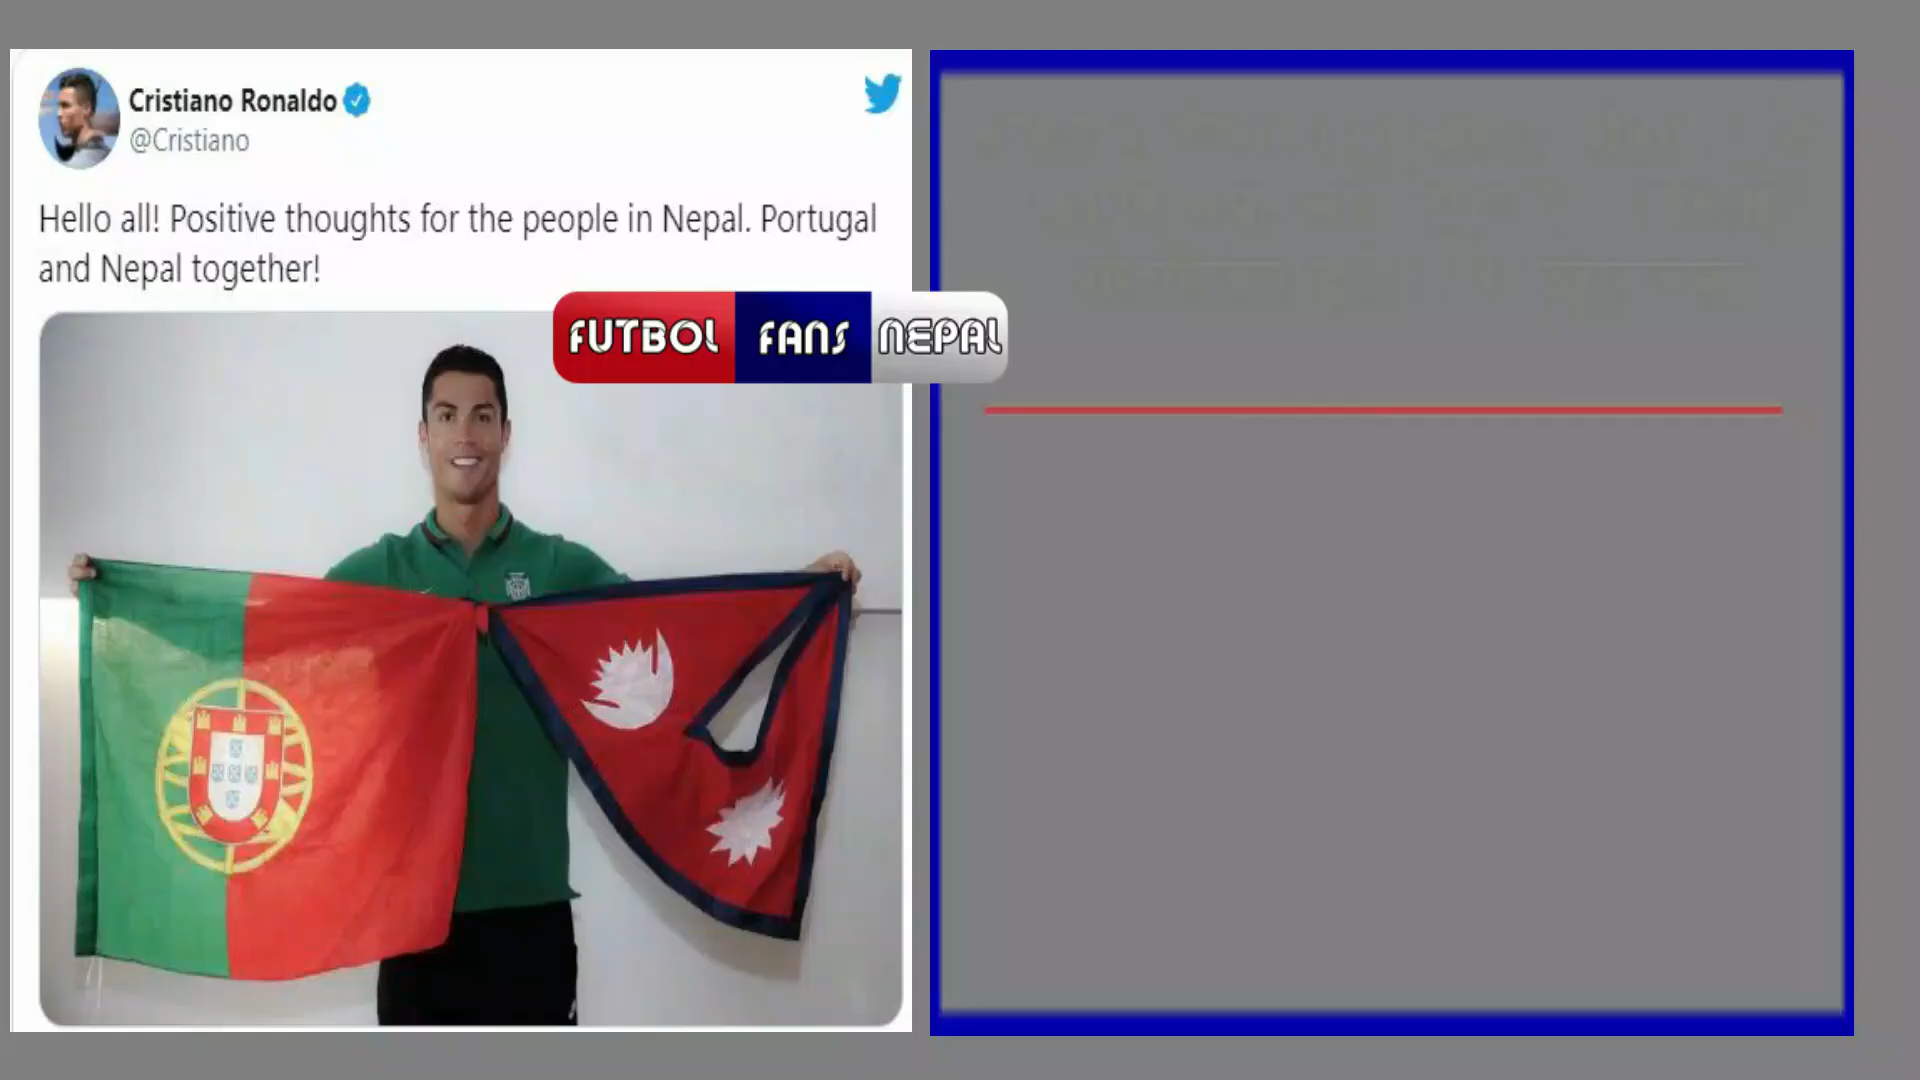 Cristiano Ronaldo
@Cristiano
Hello all! Positive thoughts for the people in Nepal. Portugal
and Nepal together!
FUTBOL FANS NEPAL